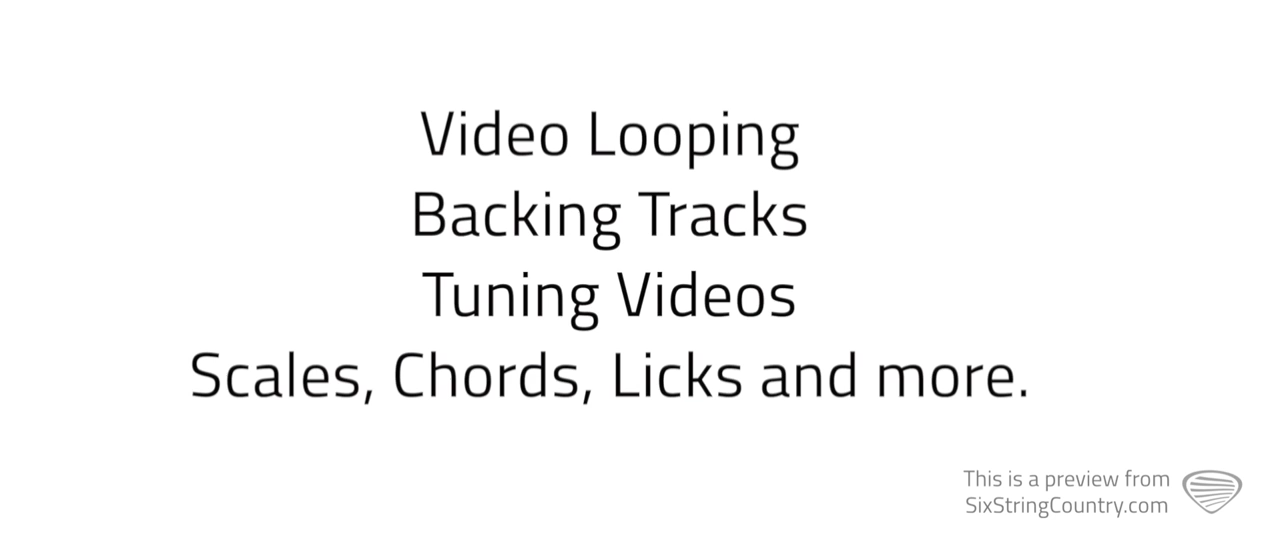 Video Looping
Backing Tracks
Tuning Videos
Scales, Chords, Licks and more.
This is a preview from
SixStringCountry.com